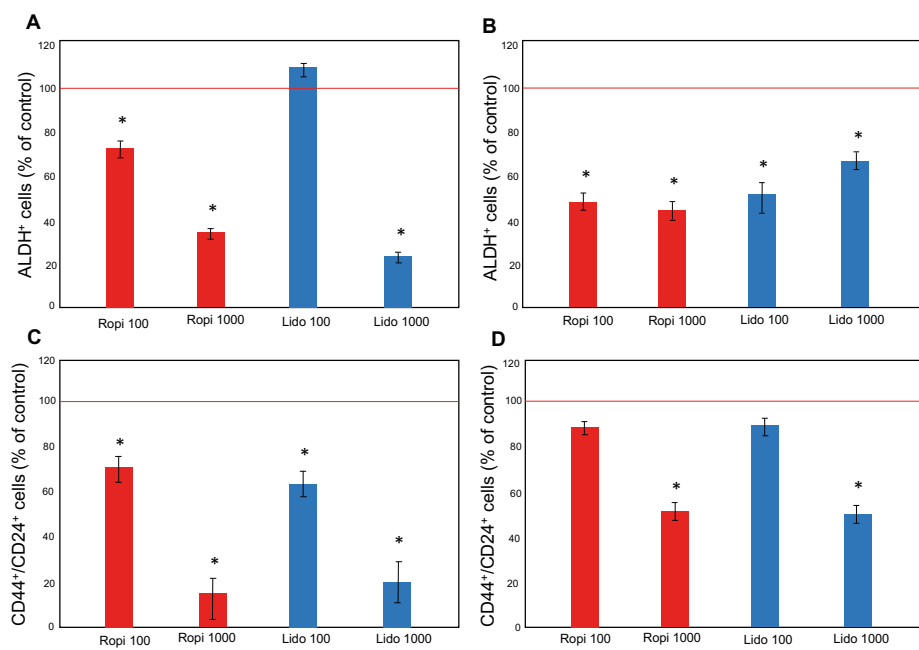 A
ALDH⁺ cells (% of control)
120
100
80
60
40
20
0
*
*
*
Ropi 100
Ropi 1000
Lido 100
Lido 1000
B
ALDH⁺ cells (% of control)
120
100
80
60
40
20
0
*
*
*
*
Ropi 100
Ropi 1000
Lido 100
Lido 1000
C
CD44⁺/CD24⁺ cells (% of control)
120
100
80
60
40
20
0
*
*
*
*
Ropi 100
Ropi 1000
Lido 100
Lido 1000
D
CD44⁺/CD24⁺ cells (% of control)
120
100
80
60
40
20
0
*
*
Ropi 100
Ropi 1000
Lido 100
Lido 1000